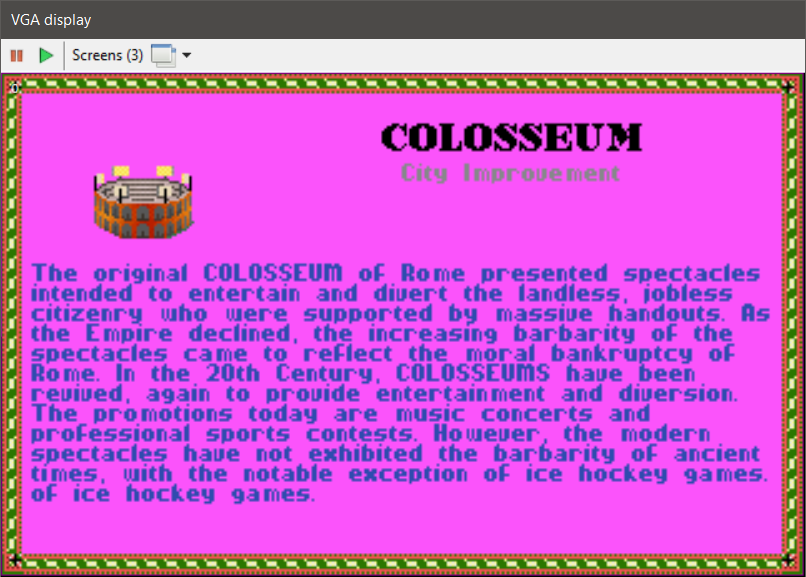 VGA display
Screens (3)
COLOSSEUM
City Improvement
The original COLOSSEUM of Rome presented spectacles
intended to entertain and divert the landless, jobless
citizenry who were supported by massive handouts. As
the Empire declined, the increasing barbarity of the
spectacles came to reflect the moral bankruptcy of
Rome. In the 20th Century, COLOSSEUMS have been
revived, again to provide entertainment and diversion.
The promotions today are music concerts and
professional sports contests. However, the modern
spectacles have not exhibited the barbarity of ancient
times, with the notable exception of ice hockey games.
of ice hockey games.